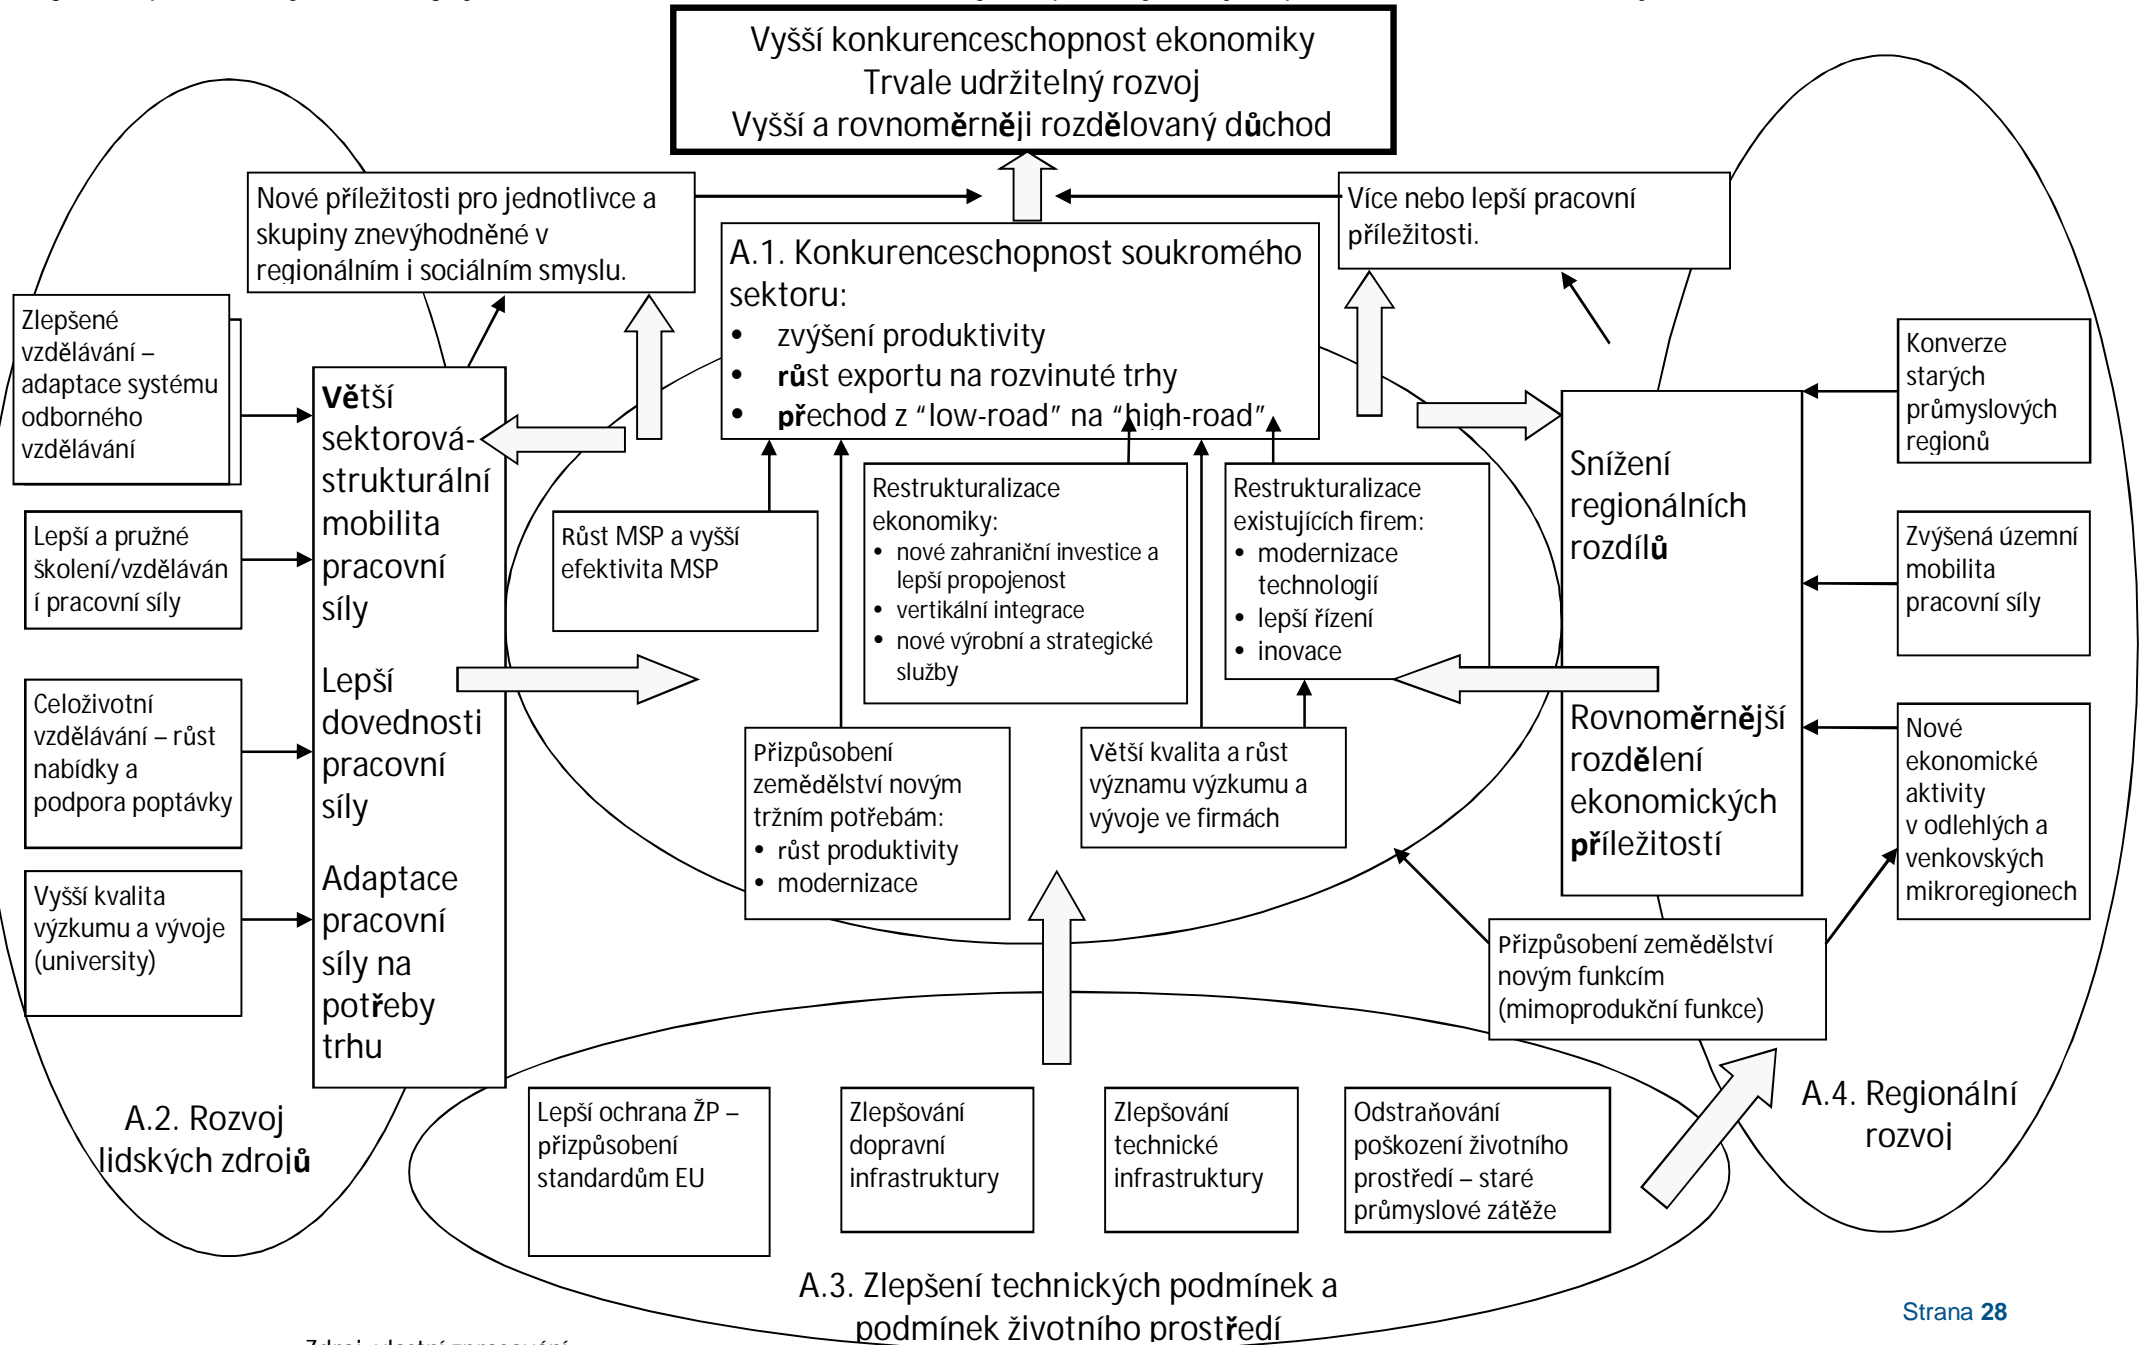 Vyšší konkurenceschopnost ekonomiky
Trvale udržitelný rozvoj
Vyšší a rovnoměrněji rozdělovaný důchod
Nové příležitosti pro jednotlivce a
skupiny znevýhodněné v
regionálním i sociálním smyslu.
Více nebo lepší pracovní
příležitosti.
A.1. Konkurenceschopnost soukromého
sektoru:
• zvýšení produktivity
• růst exportu na rozvinuté trhy
• přechod z “low-road” na “high-road”
Zlepšené
vzdělávání –
adaptace systému
odborného
vzdělávání
Lepší a pružné
školení/vzděláván
í pracovní síly
Celoživotní
vzdělávání – růst
nabídky a
podpora poptávky
Vyšší kvalita
výzkumu a vývoje
(university)
Větší
sektorová-
strukturální
mobilita
pracovní
síly
Lepší
dovednosti
pracovní
síly
Adaptace
pracovní
síly na
potřeby
trhu
A.2. Rozvoj
lidských zdrojů
Růst MSP a vyšší
efektivita MSP
Restrukturalizace
ekonomiky:
• nové zahraniční investice a
lepší propojenost
• vertikální integrace
• nové výrobní a strategické
služby
Restrukturalizace
existujících firem:
• modernizace
technologií
• lepší řízení
• inovace
Přizpůsobení
zemědělství novým
tržním potřebám:
• růst produktivity
• modernizace
Větší kvalita a růst
významu výzkumu a
vývoje ve firmách
Snížení
regionálních
rozdílů
Rovnoměrnější
rozdělení
ekonomických
příležitostí
Konverze
starých
průmyslových
regionů
Zvýšená územní
mobilita
pracovní síly
Nové
ekonomické
aktivity
v odlehlých a
venkovských
mikroregionech
Přizpůsobení zemědělství
novým funkcím
(mimoprodukční funkce)
A.4. Regionální
rozvoj
Lepší ochrana ŽP –
přizpůsobení
standardům EU
Zlepšování
dopravní
infrastruktury
Zlepšování
technické
infrastruktury
Odstraňování
poškození životního
prostředí – staré
průmyslové zátěže
A.3. Zlepšení technických podmínek a
podmínek životního prostředí
Strana 28